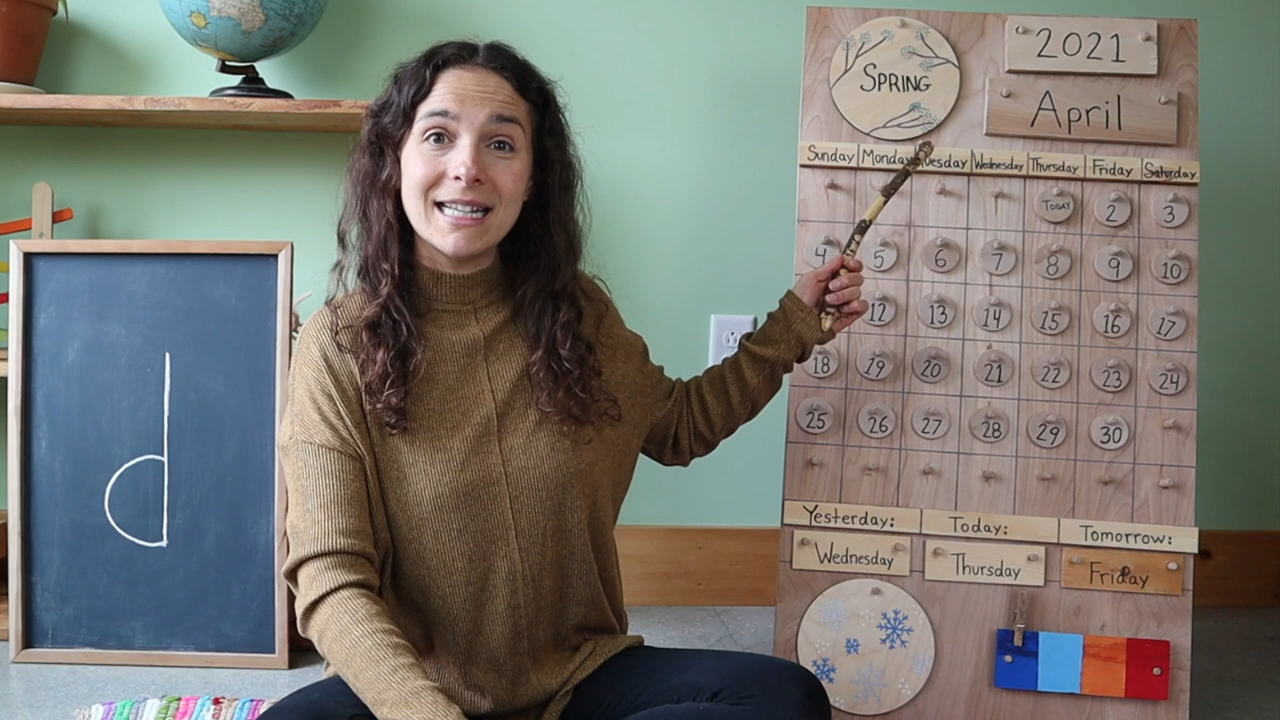 d
SPRING
2021
April
Sunday Monday Tuesday Wednesday Thursday Friday Saturday
TODAY 2 3
4 5 6 7 8 9 10
12 13 14 15 16 17
18 19 20 21 22 23 24
25 26 27 28 29 30
Yesterday: Today: Tomorrow:
Wednesday Thursday Friday